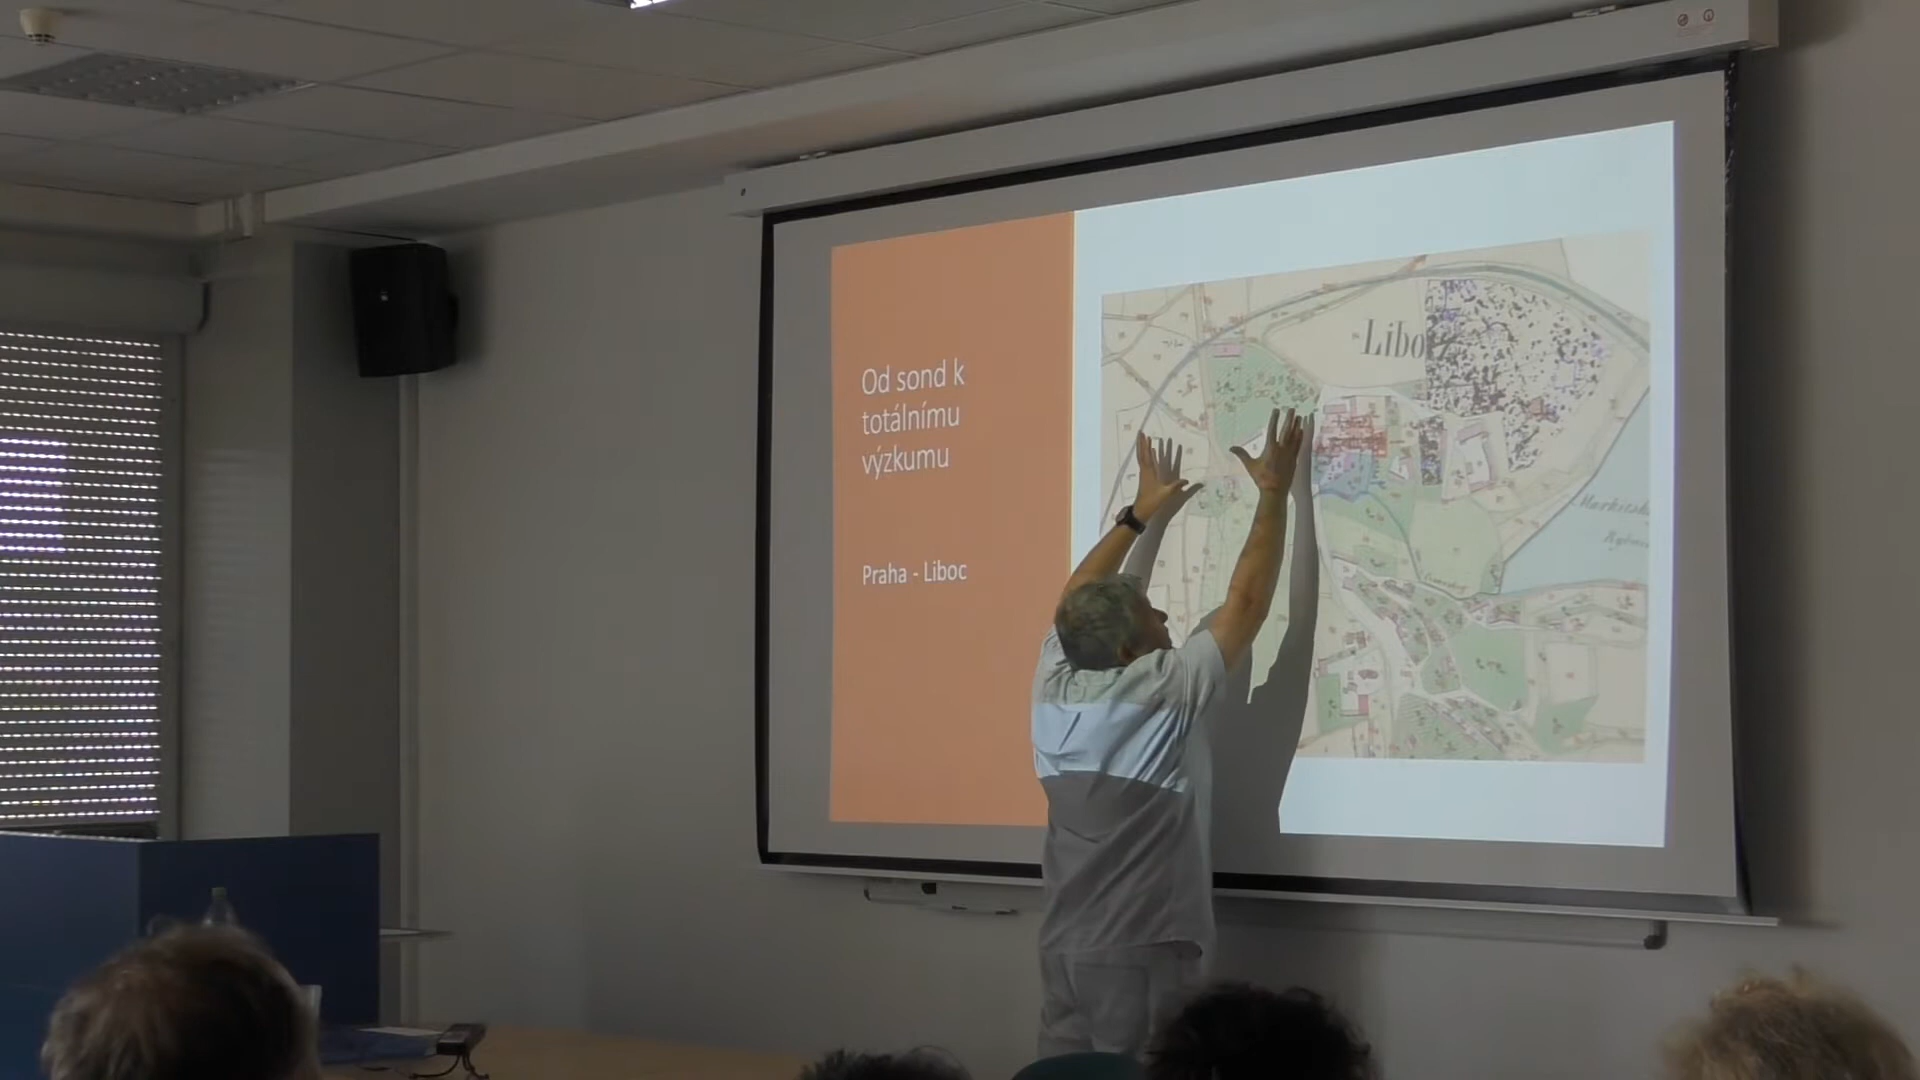 Od sond k
totálnímu
výzkumu
Praha - Liboc
Libo